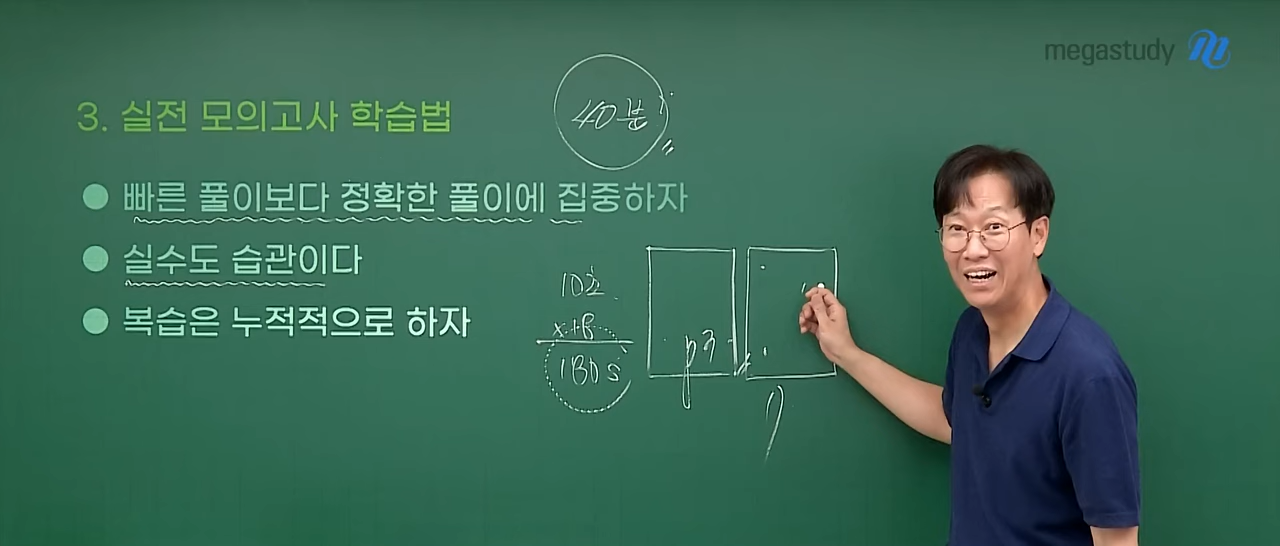 megastudy
40분
3. 실전 모의고사 학습법
● 빠른 풀이보다 정확한 풀이에 집중하자
● 실수도 습관이다
● 복습은 누적적으로 하자
10초
p3